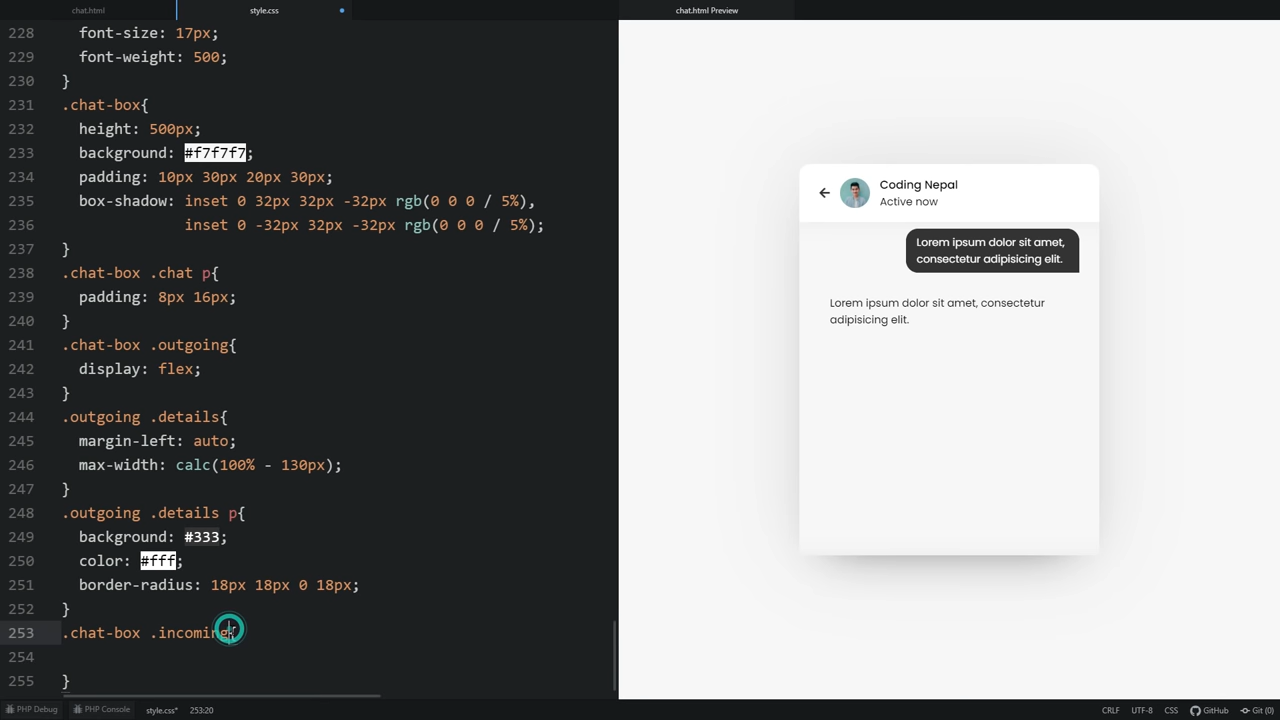 chat.html
style.css
chat.html Preview
228 font-size: 17px;
229 font-weight: 500;
230 }
231 .chat-box{
232 height: 500px;
233 background: #f7f7f7;
234 padding: 10px 30px 20px 30px;
235 box-shadow: inset 0 32px 32px -32px rgb(0 0 0 / 5%),
236 inset 0 -32px 32px -32px rgb(0 0 0 / 5%);
237 }
238 .chat-box .chat p{
239 padding: 8px 16px;
240 }
241 .chat-box .outgoing{
242 display: flex;
243 }
244 .outgoing .details{
245 margin-left: auto;
246 max-width: calc(100% - 130px);
247 }
248 .outgoing .details p{
249 background: #333;
250 color: #fff;
251 border-radius: 18px 18px 0 18px;
252 }
253 .chat-box .incoming{
254
255 }
Coding Nepal
Active now
Lorem ipsum dolor sit amet,
consectetur adipisicing elit.
Lorem ipsum dolor sit amet, consectetur
adipisicing elit.
PHP Debug PHP Console style.css* 253:20 CRLF UTF-8 CSS GitHub Git (0)